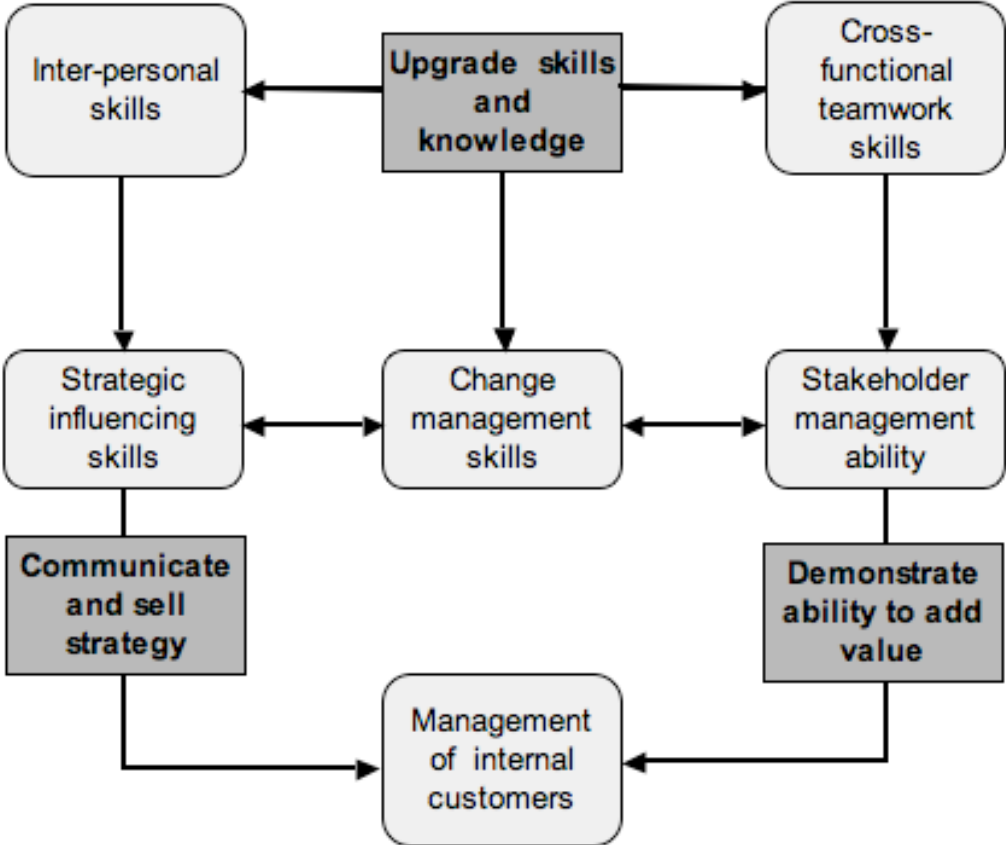 Inter-personal
skills
Upgrade skills
and
knowledge
Cross-
functional
teamwork
skills
Strategic
influencing
skills
Change
management
skills
Stakeholder
management
ability
Communicate
and sell
strategy
Demonstrate
ability to add
value
Management
of internal
customers